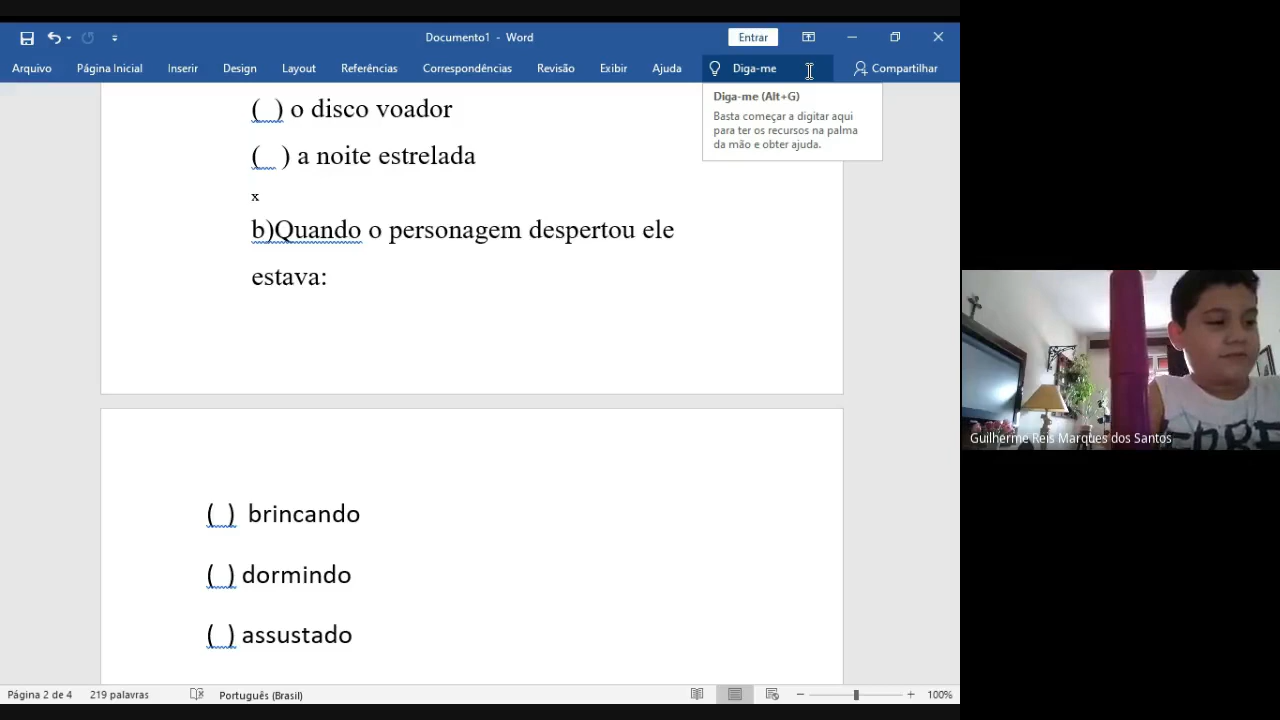 Documento1 - Word
Entrar
Arquivo Página Inicial Inserir Design Layout Referências Correspondências Revisão Exibir Ajuda Diga-me Compartilhar
Diga-me (Alt+G)
Basta começar a digitar aqui
para ter os recursos na palma
da mão e obter ajuda.
( ) o disco voador
( ) a noite estrelada
x
b)Quando o personagem despertou ele
estava:
( ) brincando
( ) dormindo
( ) assustado
Guilherme Reis Marques dos Santos
Página 2 de 4 219 palavras Português (Brasil) 100%